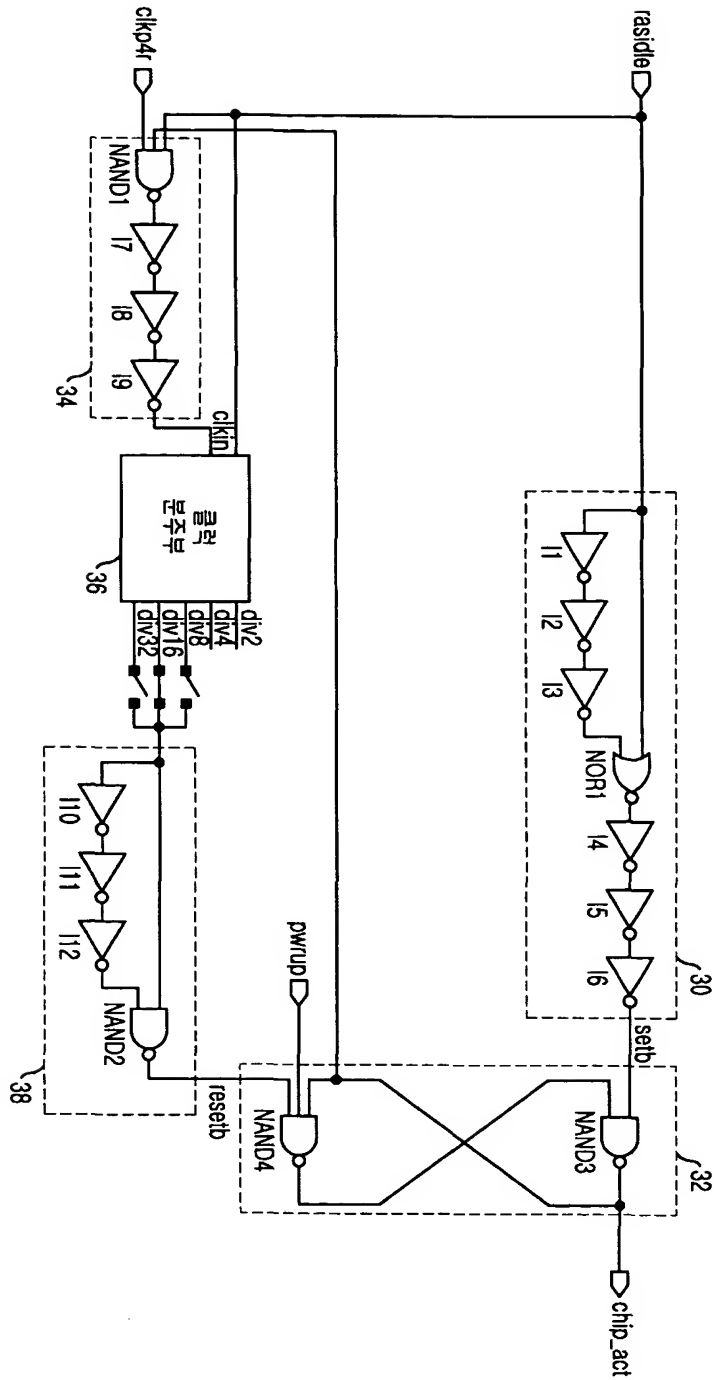 rasidle
I1
I2
I3
NOR1
I4
I5
I6
30
setb
NAND3
32
chip_act
clkp4r
NAND1
I7
I8
I9
34
clkin
클럭
분주부
36
div2
div4
div8
div16
div32
I10
I11
I12
NAND2
38
resetb
pwrup
NAND4